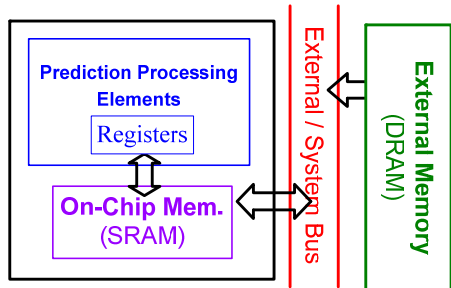 Prediction Processing
Elements
Registers
On-Chip Mem.
(SRAM)
External / System Bus
External Memory
(DRAM)